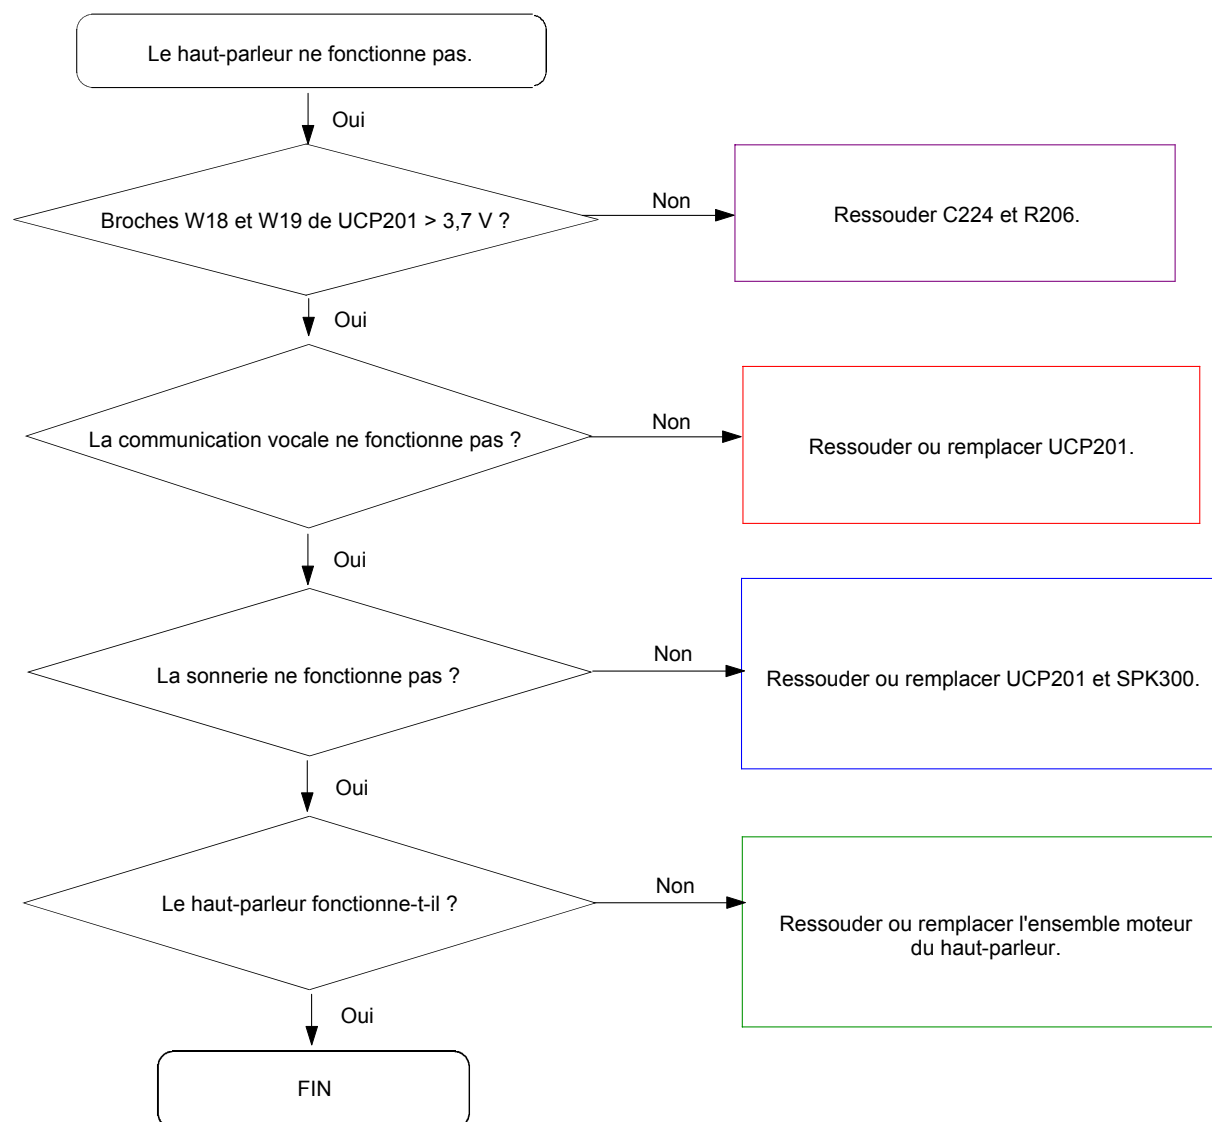 Le haut-parleur ne fonctionne pas.
Oui
Broches W18 et W19 de UCP201 > 3,7 V ?
Non
Ressouder C224 et R206.
Oui
La communication vocale ne fonctionne pas ?
Non
Ressouder ou remplacer UCP201.
Oui
La sonnerie ne fonctionne pas ?
Non
Ressouder ou remplacer UCP201 et SPK300.
Oui
Le haut-parleur fonctionne-t-il ?
Non
Ressouder ou remplacer l'ensemble moteur
du haut-parleur.
Oui
FIN